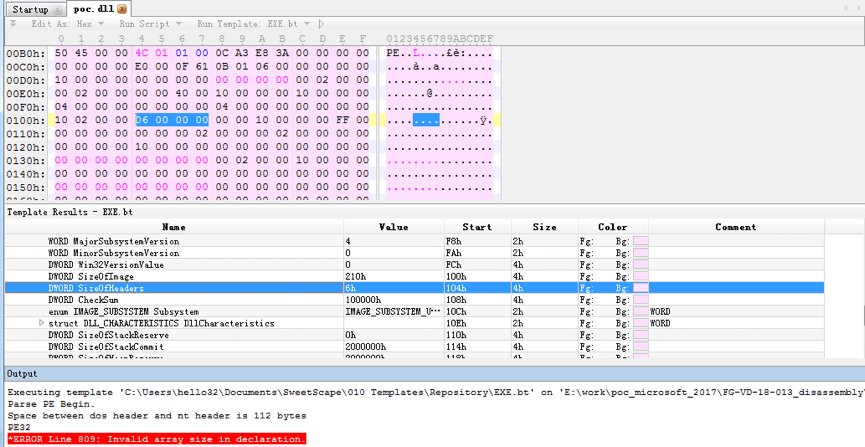 Startup poc.dll
Edit As: Hex Run Script Run Template: EXE.bt
0 1 2 3 4 5 6 7 8 9 A B C D E F 0123456789ABCDEF
00B0h: 50 45 00 00 4C 01 01 00 0C A3 E8 3A 00 00 00 00 PE..L....£è:....
00C0h: 00 00 00 00 E0 00 0F 61 0B 01 06 00 00 00 00 00 ....à..a........
00D0h: 10 00 00 00 00 00 00 00 00 00 00 00 00 02 00 00 ................
00E0h: 00 02 00 00 00 00 40 00 10 00 00 00 10 00 00 00 ......@.........
00F0h: 04 00 00 00 00 00 00 00 04 00 00 00 00 00 00 00 ................
0100h: 10 02 00 00 06 00 00 00 00 00 10 00 00 00 FF 00 ..............ÿ.
0110h: 00 00 00 00 00 00 00 02 00 00 00 02 00 00 00 00 ................
0120h: 00 00 00 00 10 00 00 00 00 00 00 00 00 00 00 00 ................
0130h: 00 00 00 00 00 00 00 00 00 02 00 00 10 00 00 00 ................
0140h: 00 00 00 00 00 00 00 00 00 00 00 00 00 00 00 00 ................
0150h: 00 00 00 00 00 00 00 00 00 00 00 00 00 00 00 00 ................
Template Results - EXE.bt
Name Value Start Size Color Comment
WORD MajorSubsystemVersion 4 F8h 2h Fg: Bg:
WORD MinorSubsystemVersion 0 FAh 2h Fg: Bg:
DWORD Win32VersionValue 0 FCh 4h Fg: Bg:
DWORD SizeOfImage 210h 100h 4h Fg: Bg:
DWORD SizeOfHeaders 6h 104h 4h Fg: Bg:
DWORD CheckSum 100000h 108h 4h Fg: Bg:
enum IMAGE_SUBSYSTEM Subsystem IMAGE_SUBSYSTEM_U··· 10Ch 2h Fg: Bg: WORD
struct DLL_CHARACTERISTICS DllCharacteristics 10Eh 2h Fg: Bg: WORD
DWORD SizeOfStackReserve 0h 110h 4h Fg: Bg:
DWORD SizeOfStackCommit 2000000h 114h 4h Fg: Bg:
Output
Executing template 'C:\Users\hello32\Documents\SweetScape\010 Templates\Repository\EXE.bt' on 'E:\work\poc_microsoft_2017\FG-VD-18-013_disassembly\
Parse PE Begin.
Space between dos header and nt header is 112 bytes
PE32
*ERROR Line 809: Invalid array size in declaration.